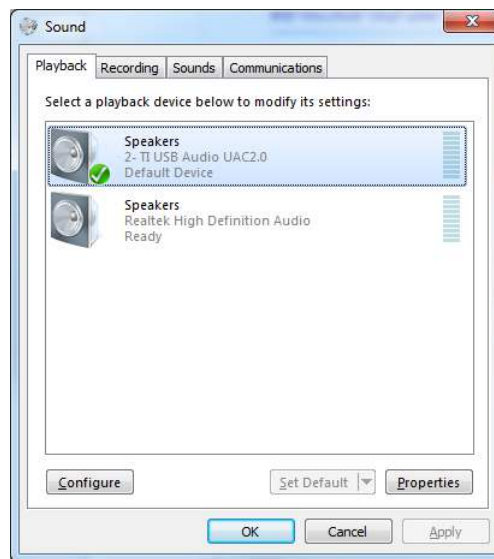 Sound
Playback Recording Sounds Communications
Select a playback device below to modify its settings:
Speakers
2- TI USB Audio UAC2.0
Default Device
Speakers
Realtek High Definition Audio
Ready
Configure Set Default Properties
OK Cancel Apply